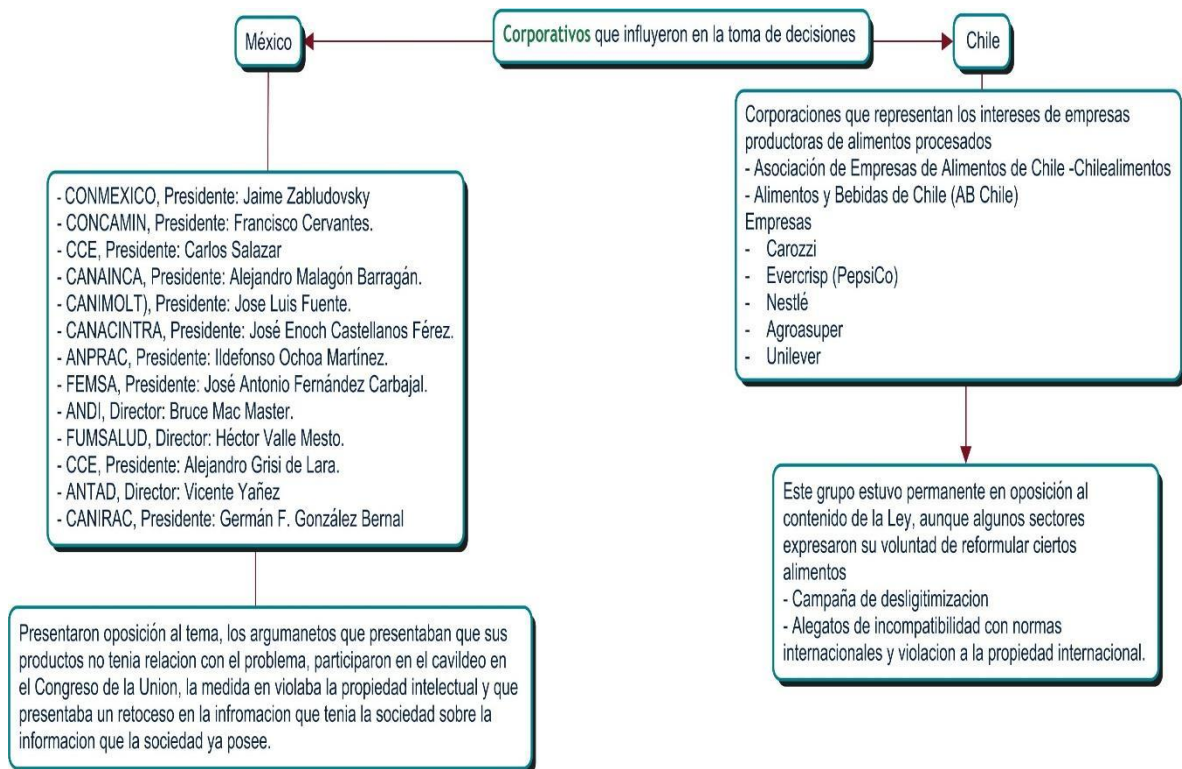 Corporativos que influyeron en la toma de decisiones
México
Chile
- CONMEXICO, Presidente: Jaime Zabludovsky
- CONCAMIN, Presidente: Francisco Cervantes.
- CCE, Presidente: Carlos Salazar
- CANAINCA, Presidente: Alejandro Malagón Barragán.
- CANIMOLT), Presidente: Jose Luis Fuente.
- CANACINTRA, Presidente: José Enoch Castellanos Férez.
- ANPRAC, Presidente: Ildefonso Ochoa Martínez.
- FEMSA, Presidente: José Antonio Fernández Carbajal.
- ANDI, Director: Bruce Mac Master.
- FUMSALUD, Director: Héctor Valle Mesto.
- CCE, Presidente: Alejandro Grisi de Lara.
- ANTAD, Director: Vicente Yañez
- CANIRAC, Presidente: Germán F. González Bernal
Presentaron oposición al tema, los argumanetos que presentaban que sus
productos no tenia relacion con el problema, participaron en el cavildeo en
el Congreso de la Union, la medida en violaba la propiedad intelectual y que
presentaba un retoceso en la infromacion que tenia la sociedad sobre la
informacion que la sociedad ya posee.
Corporaciones que representan los intereses de empresas
productoras de alimentos procesados
- Asociación de Empresas de Alimentos de Chile -Chilealimentos
- Alimentos y Bebidas de Chile (AB Chile)
Empresas
- Carozzi
- Evercrisp (PepsiCo)
- Nestlé
- Agroasuper
- Unilever
Este grupo estuvo permanente en oposición al
contenido de la Ley, aunque algunos sectores
expresaron su voluntad de reformular ciertos
alimentos
- Campaña de desligitimizacion
- Alegatos de incompatibilidad con normas
internacionales y violacion a la propiedad internacional.